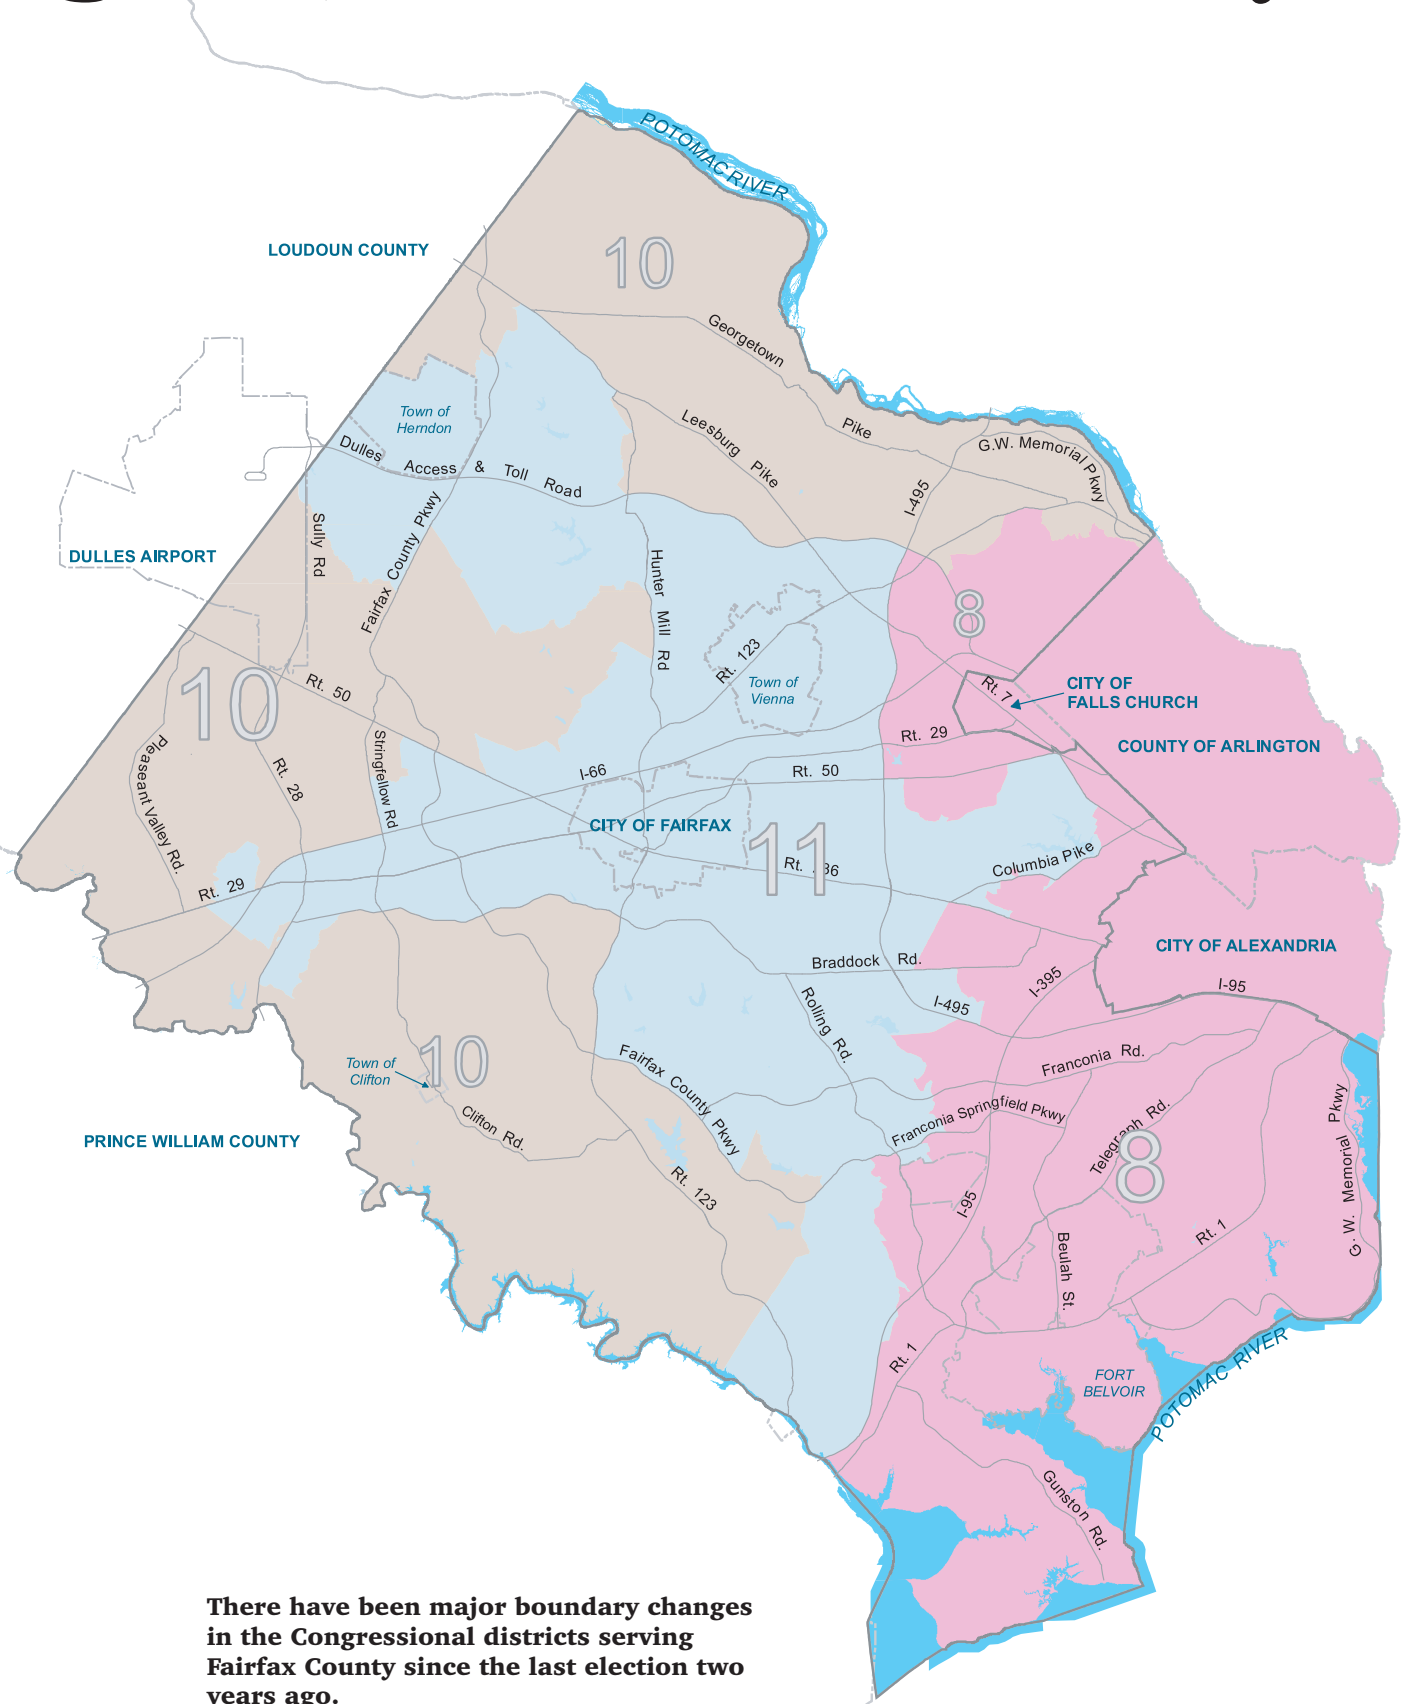 POTOMAC RIVER
LOUDOUN COUNTY
10
Georgetown
Pike
Town of
Herndon
Leesburg Pike
G.W. Memorial Pkwy
Dulles Access & Toll Road
I-495
Sully Rd
Fairfax County Pkwy
DULLES AIRPORT
Hunter Mill Rd
8
Rt. 123
Town of
Vienna
Rt. 7
CITY OF
FALLS CHURCH
10
Rt. 50
Rt. 29
COUNTY OF ARLINGTON
Pleaseant Valley Rd.
Rt. 28
Stringfellow Rd
I-66
Rt. 50
CITY OF FAIRFAX
11
Rt.
Columbia Pike
Rt. 29
CITY OF ALEXANDRIA
Braddock Rd.
I-395
I-95
Rolling Rd.
I-495
10
Town of
Clifton
Fairfax County Pkwy
Franconia Rd.
Clifton Rd.
Franconia Springfield Pkwy
Telegraph Rd.
G. W. Memorial Pkwy
PRINCE WILLIAM COUNTY
8
Rt. 123
I-95
Rt. 1
Beulah St.
Rt. 1
FORT
BELVOIR
POTOMAC RIVER
Gunston Rd.
There have been major boundary changes
in the Congressional districts serving
Fairfax County since the last election two
years ago.